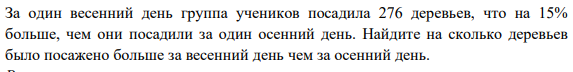 За один весенний день группа учеников посадила 276 деревьев, что на 15%
больше, чем они посадили за один осенний день. Найдите на сколько деревьев
было посажено больше за весенний день чем за осенний день.